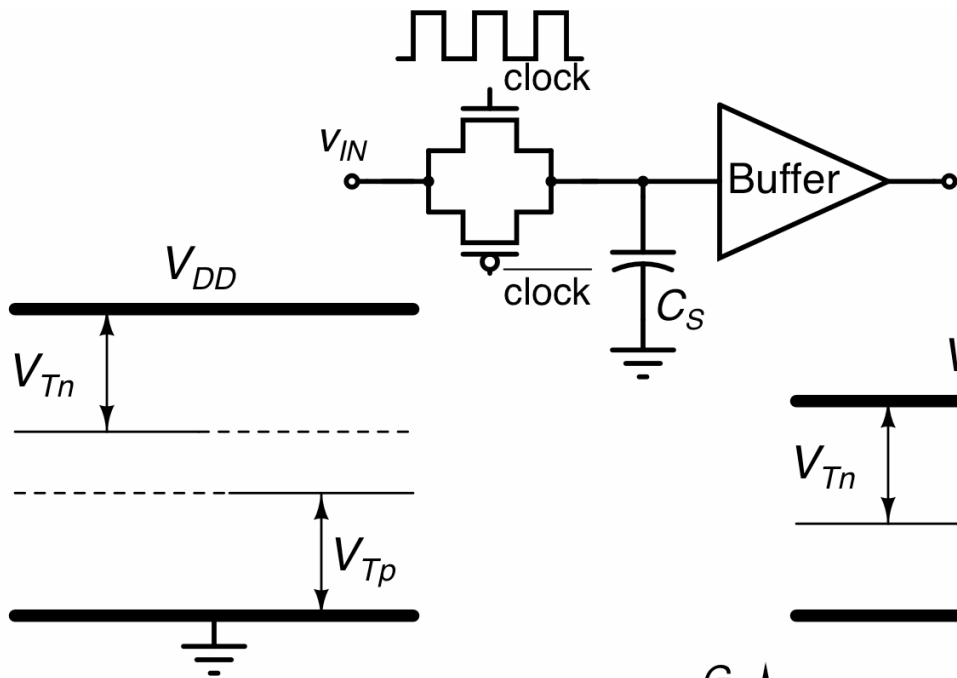 clock
v_IN
Buffer
clock
C_S
V_DD
V_Tn
V_Tp
V_Tn